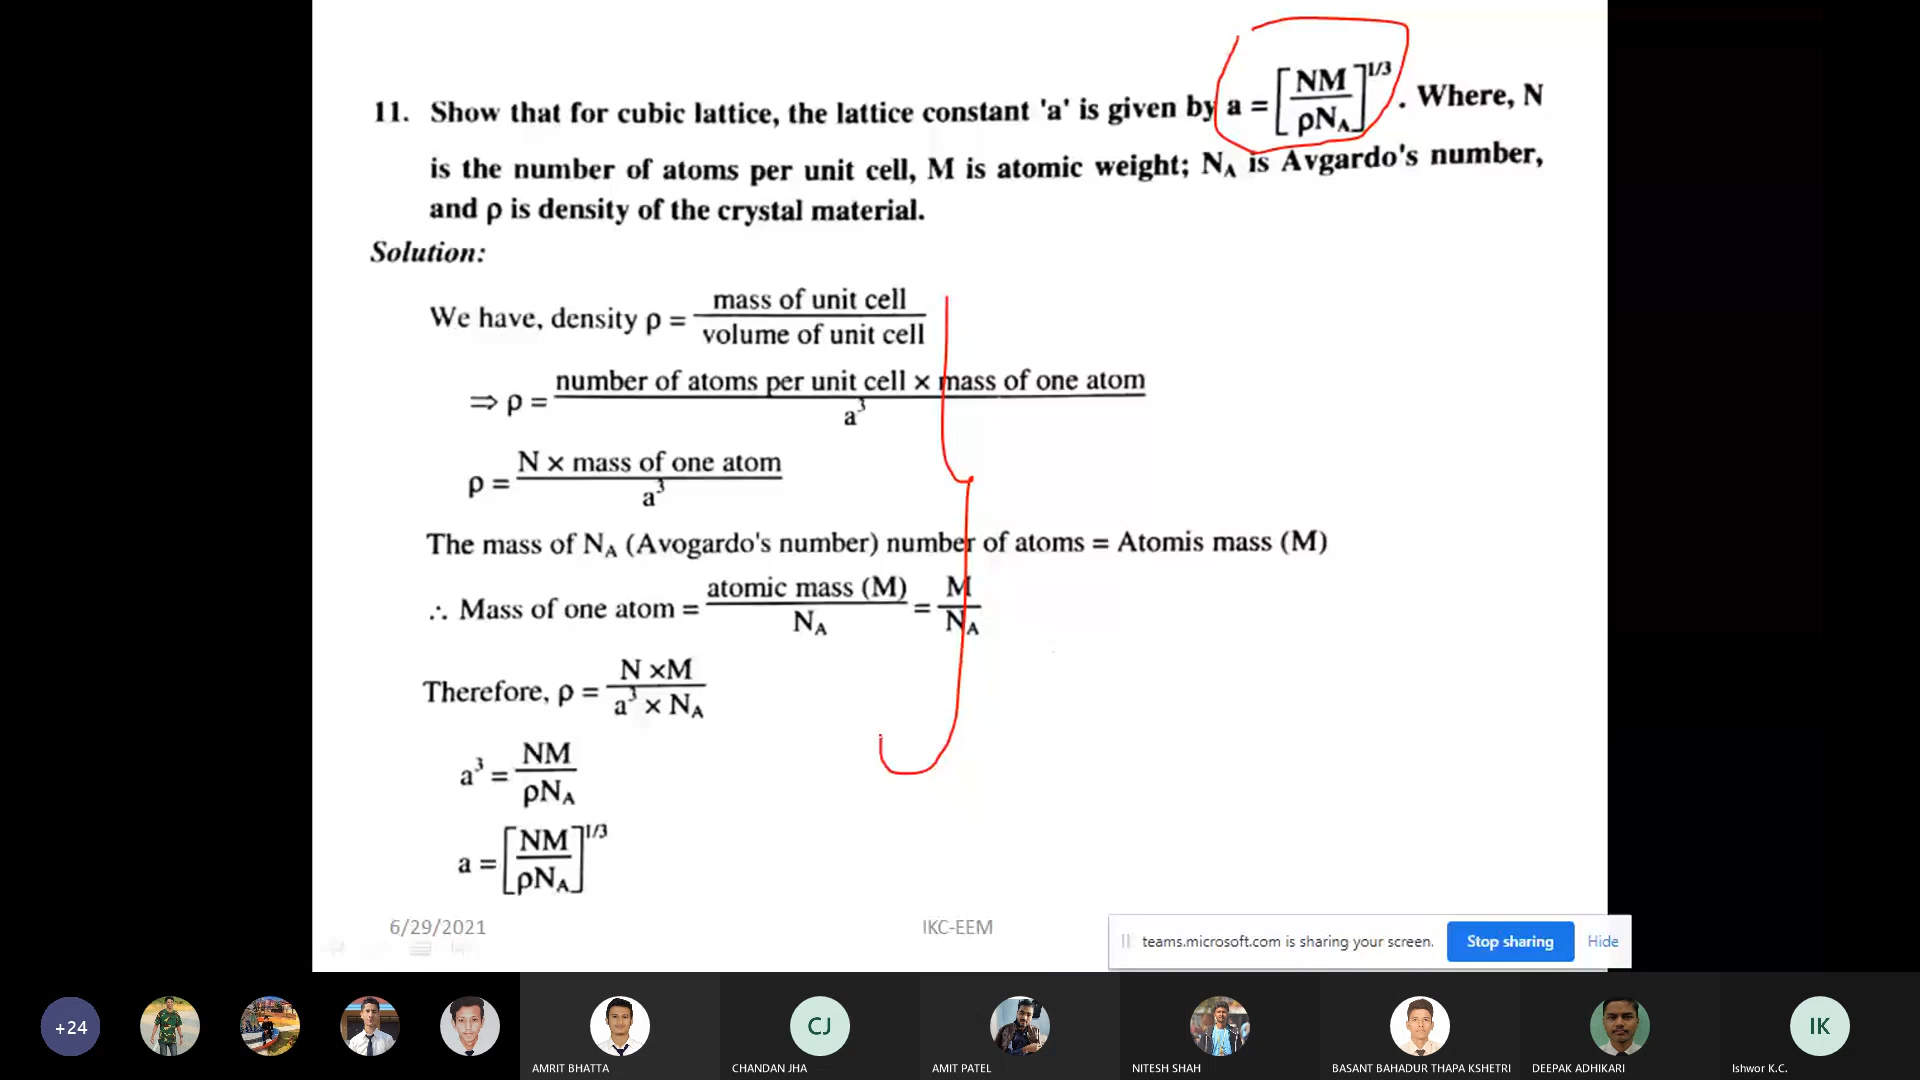 11. Show that for cubic lattice, the lattice constant 'a' is given by a = [NM/ρN_A]^1/3. Where, N
is the number of atoms per unit cell, M is atomic weight; N_A is Avgardo's number,
and ρ is density of the crystal material.
Solution:
We have, density ρ = mass of unit cell / volume of unit cell
⇒ ρ = number of atoms per unit cell × mass of one atom / a³
ρ = N × mass of one atom / a³
The mass of N_A (Avogardo's number) number of atoms = Atomis mass (M)
∴ Mass of one atom = atomic mass (M) / N_A = M / N_A
Therefore, ρ = N ×M / a³ × N_A
a³ = NM / ρN_A
a = [NM/ρN_A]^1/3
6/29/2021 IKC-EEM
teams.microsoft.com is sharing your screen. Stop sharing Hide
+24 CJ IK
AMRIT BHATTA CHANDAN JHA AMIT PATEL NITESH SHAH BASANT BAHADUR THAPA KSHETRI DEEPAK ADHIKARI Ishwor K.C.